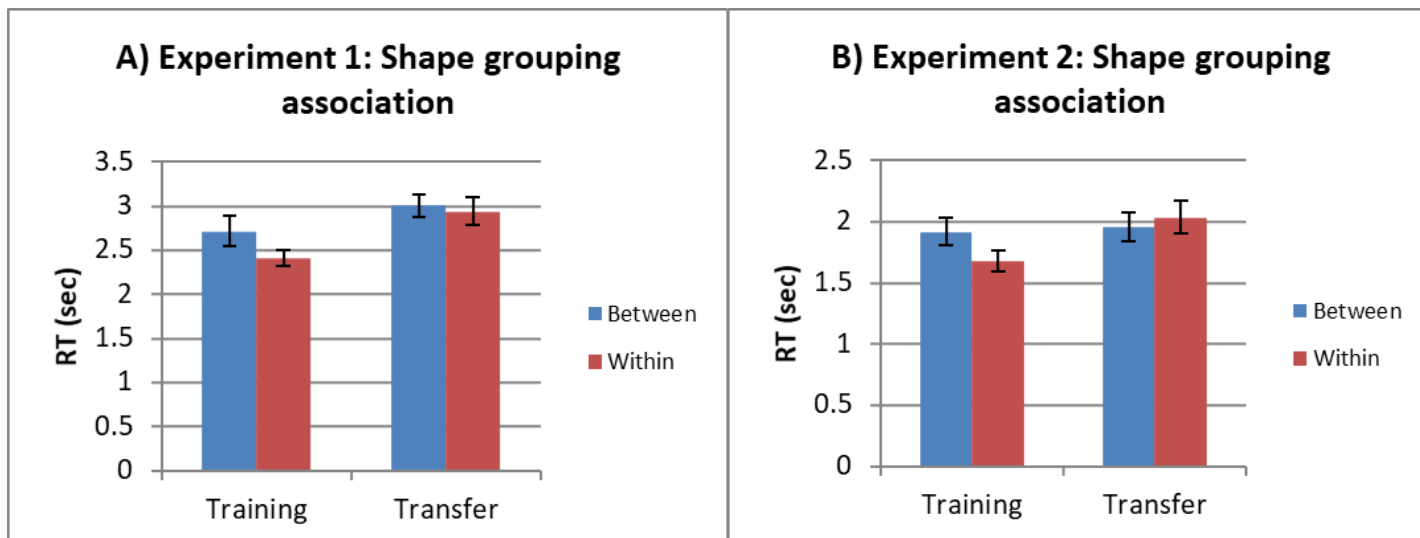 A) Experiment 1: Shape grouping
association
3.5
3
2.5
2
1.5
1
0.5
0
RT (sec)
Training
Transfer
Between
Within
B) Experiment 2: Shape grouping
association
2.5
2
1.5
1
0.5
0
RT (sec)
Training
Transfer
Between
Within